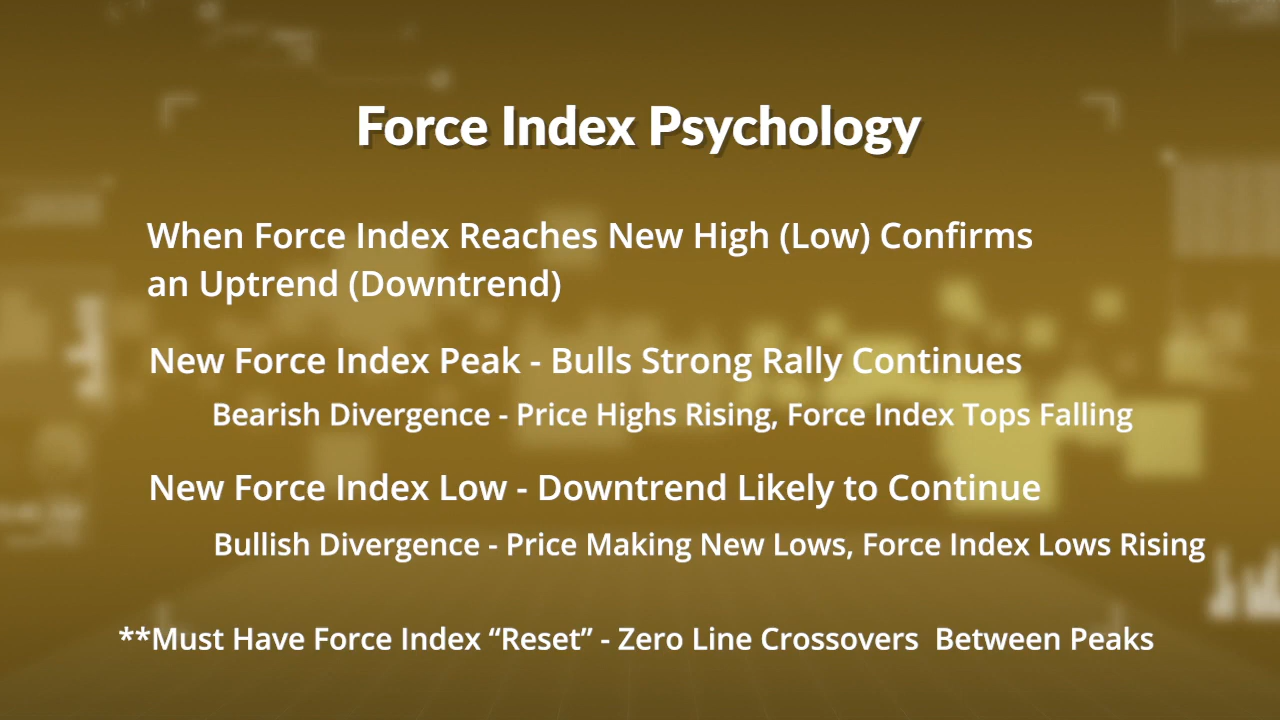 Force Index Psychology
When Force Index Reaches New High (Low) Confirms
an Uptrend (Downtrend)
New Force Index Peak - Bulls Strong Rally Continues
Bearish Divergence - Price Highs Rising, Force Index Tops Falling
New Force Index Low - Downtrend Likely to Continue
Bullish Divergence - Price Making New Lows, Force Index Lows Rising
**Must Have Force Index “Reset” - Zero Line Crossovers  Between Peaks